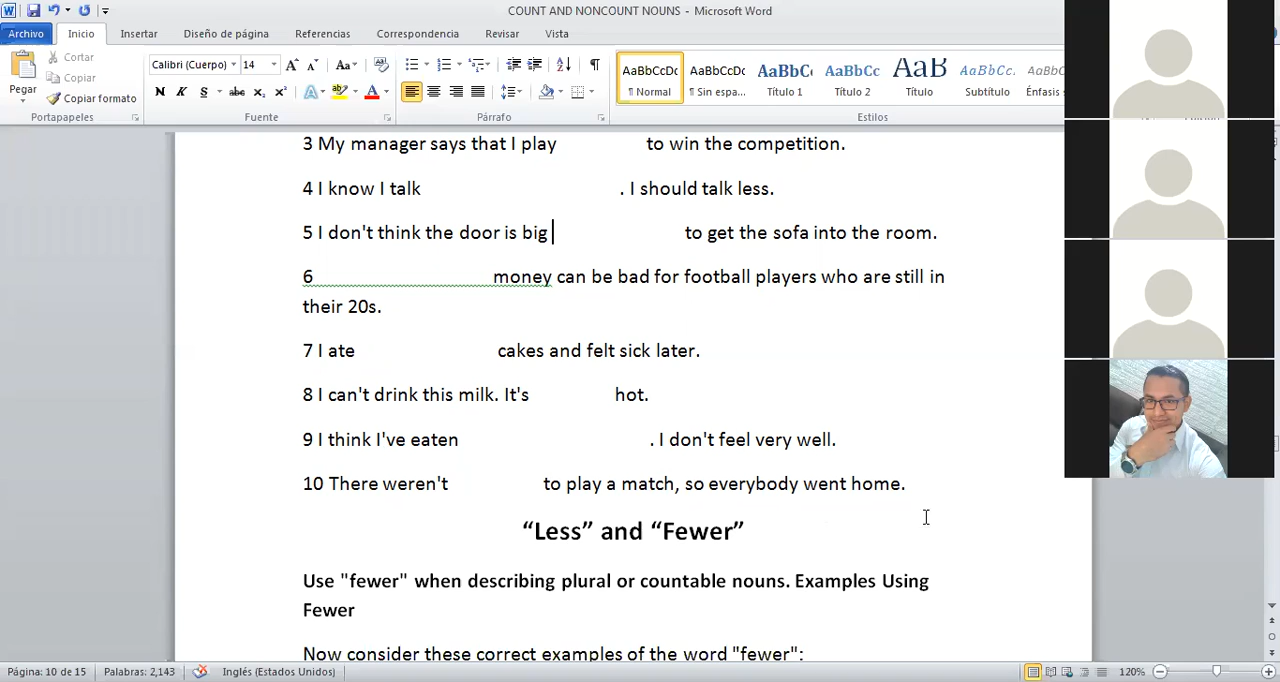 COUNT AND NONCOUNT NOUNS - Microsoft Word
Archivo Inicio Insertar Diseño de página Referencias Correspondencia Revisar Vista
Pegar
Cortar
Copiar
Copiar formato
Portapapeles
Calibri (Cuerpo) 14
Fuente
Párrafo
AaBbCcDc AaBbCcDc AaBbC AaBbCc AaB AaBbCc AaBbC
¶ Normal ¶ Sin espa... Título 1 Título 2 Título Subtítulo Énfasis
Estilos
3 My manager says that I play to win the competition.
4 I know I talk . I should talk less.
5 I don't think the door is big to get the sofa into the room.
6 money can be bad for football players who are still in
their 20s.
7 I ate cakes and felt sick later.
8 I can't drink this milk. It's hot.
9 I think I've eaten . I don't feel very well.
10 There weren't to play a match, so everybody went home.
“Less” and “Fewer”
Use "fewer" when describing plural or countable nouns. Examples Using
Fewer
Now consider these correct examples of the word "fewer":
Página: 10 de 15 Palabras: 2,143 Inglés (Estados Unidos) 120%